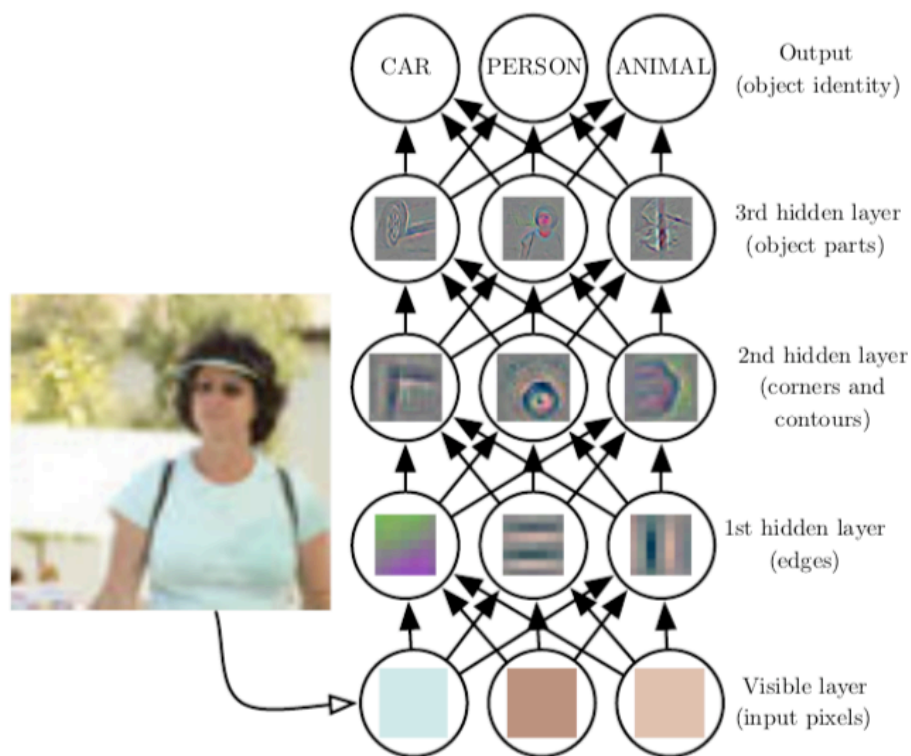 CAR PERSON ANIMAL
Output
(object identity)
3rd hidden layer
(object parts)
2nd hidden layer
(corners and
contours)
1st hidden layer
(edges)
Visible layer
(input pixels)